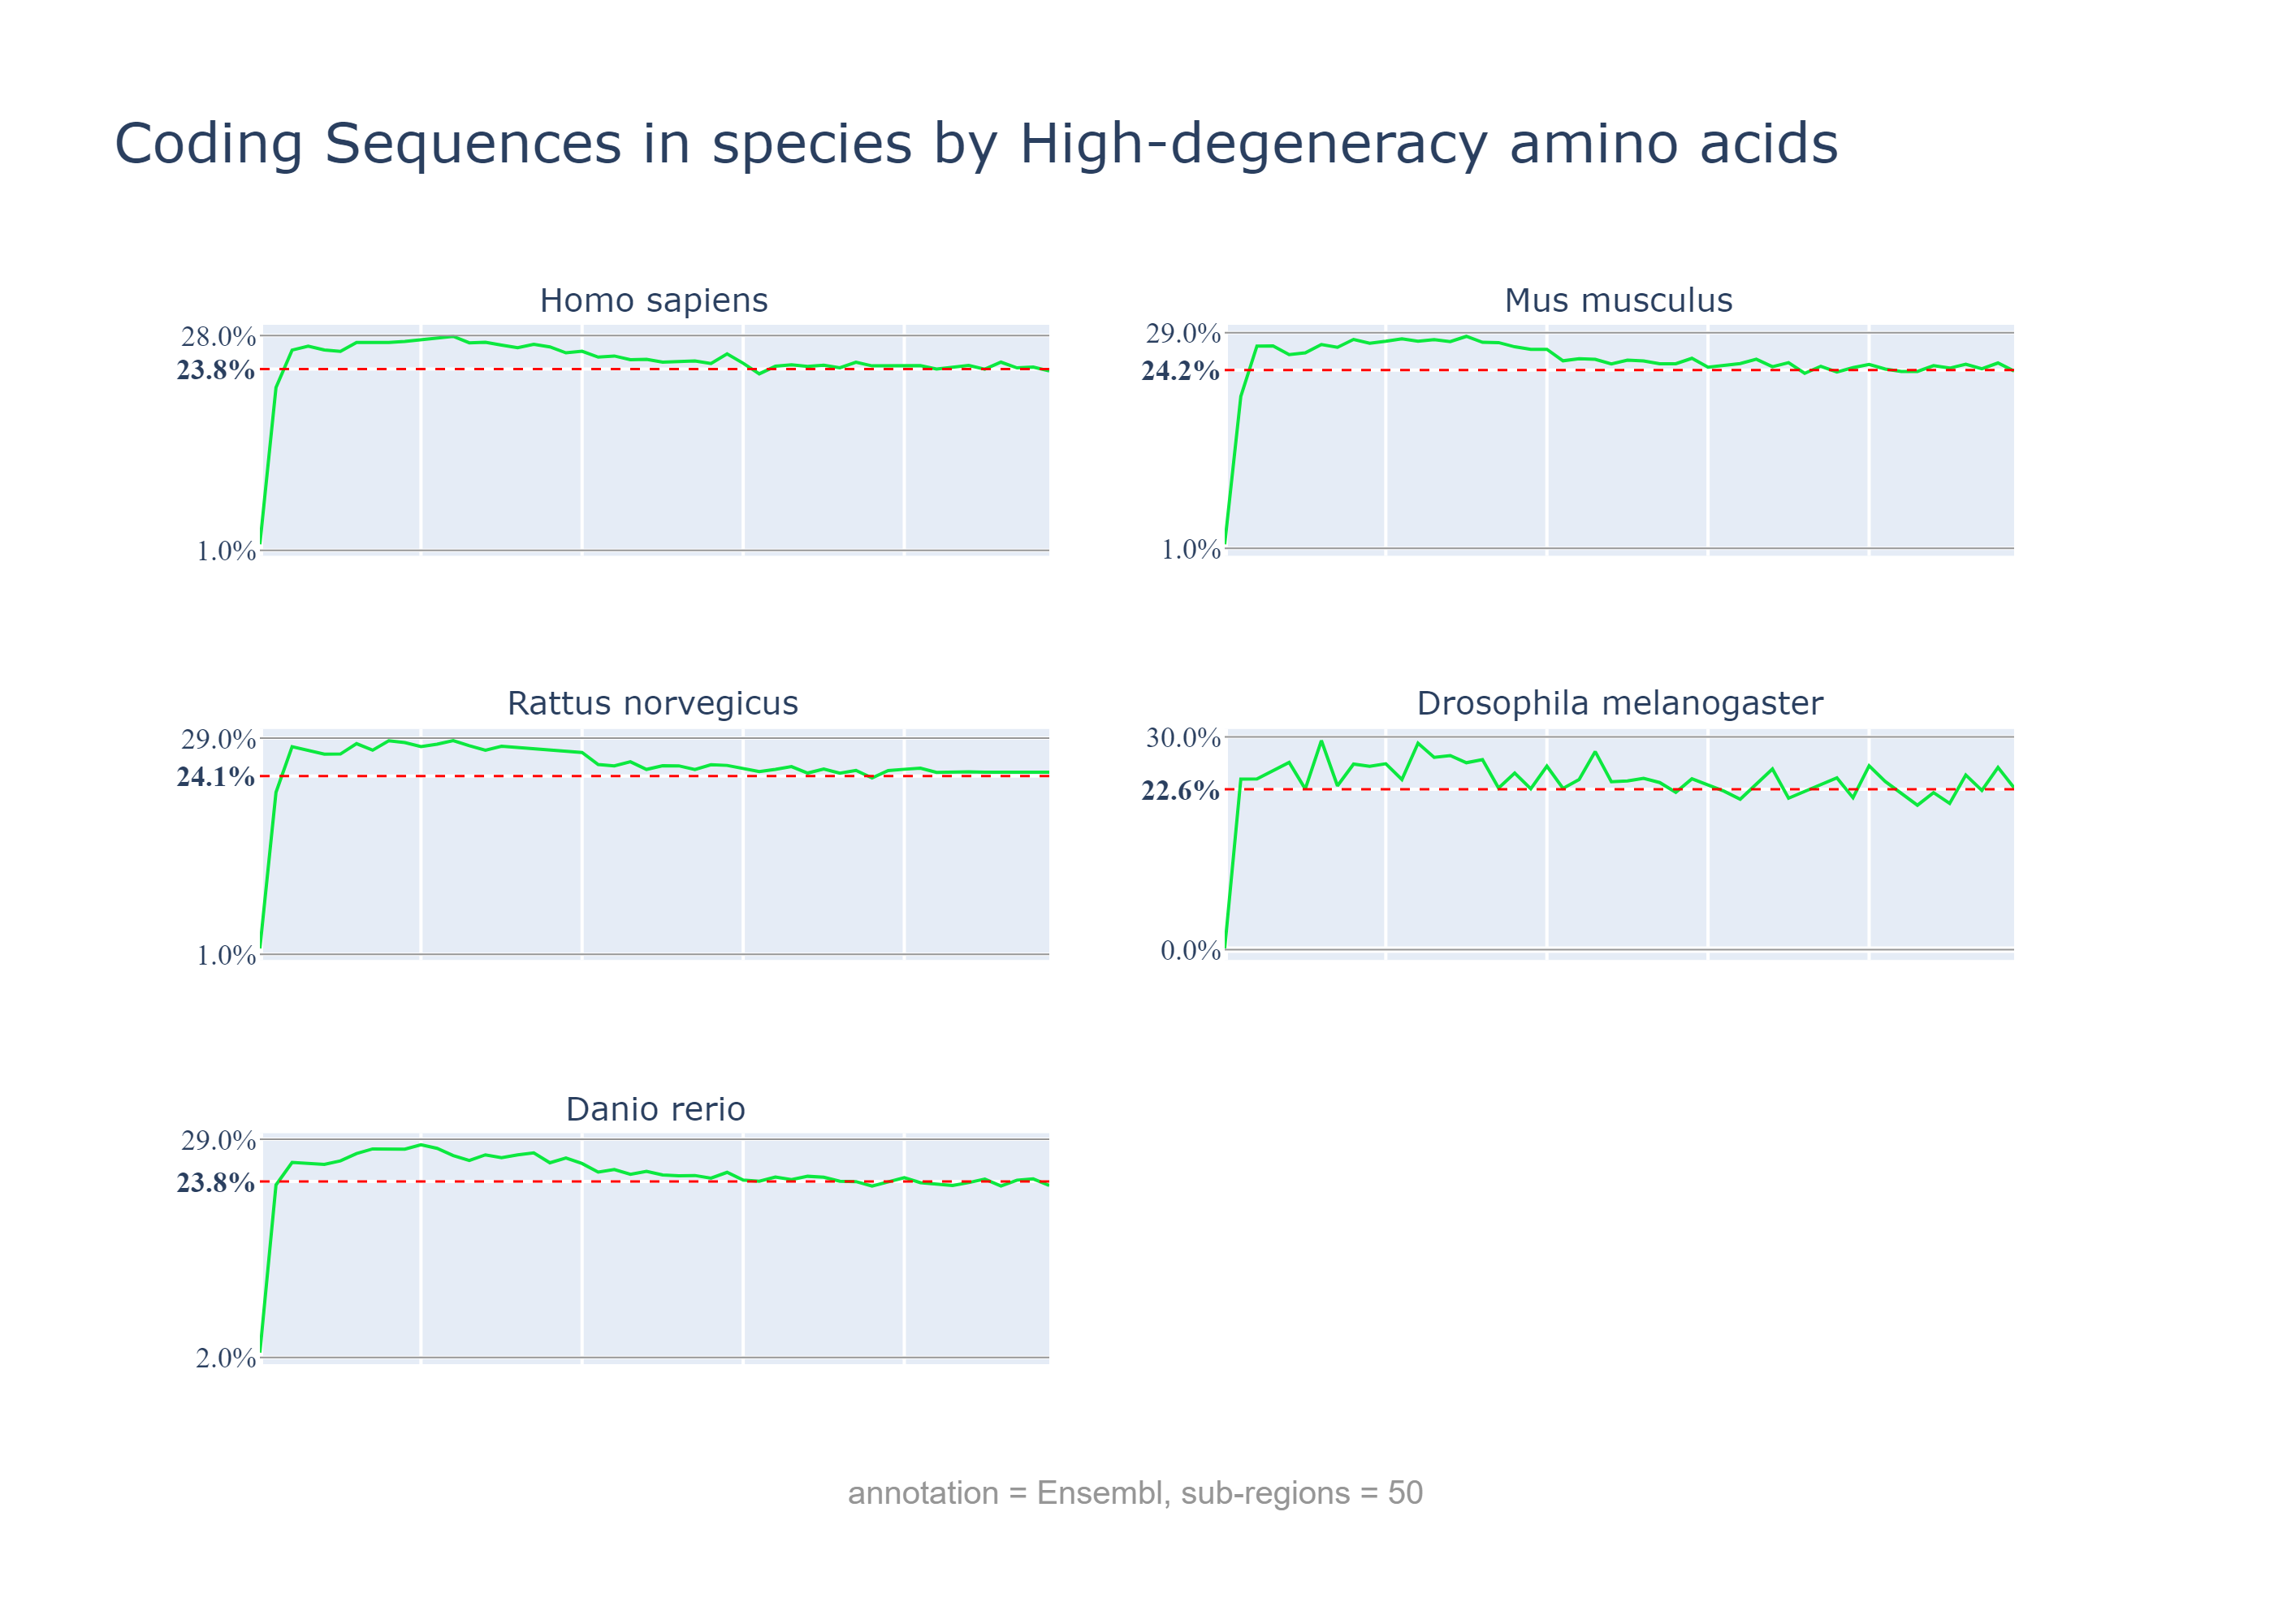 Coding Sequences in species by High-degeneracy amino acids
Homo sapiens
28.0%
23.8%
1.0%
Mus musculus
29.0%
24.2%
1.0%
Rattus norvegicus
29.0%
24.1%
1.0%
Drosophila melanogaster
30.0%
22.6%
0.0%
Danio rerio
29.0%
23.8%
2.0%
annotation = Ensembl, sub-regions = 50